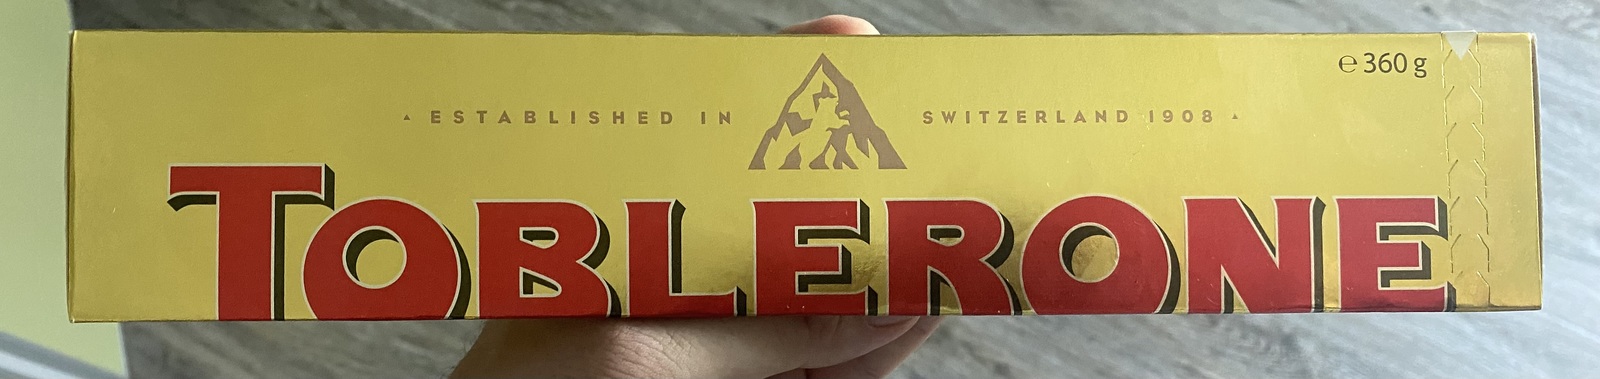 ℮360 g
ESTABLISHED IN SWITZERLAND 1908
TOBLERONE